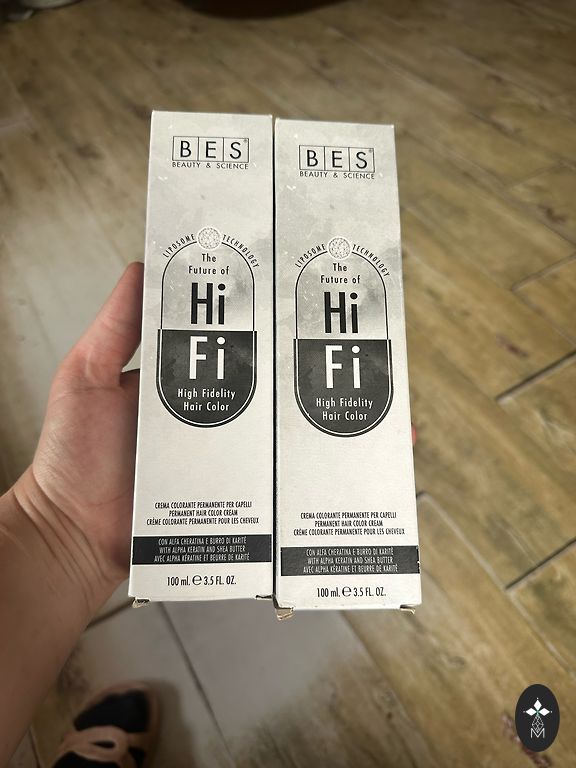 BES®
BEAUTY & SCIENCE
LIPOSOME TECHNOLOGY
The
Future of
Hi
Fi
High Fidelity
Hair Color
CREMA COLORANTE PERMANENTE PER CAPELLI
PERMANENT HAIR COLOR CREAM
CRÈME COLORANTE PERMANENTE POUR LES CHEVEUX
CON ALFA CHERATINA E BURRO DI KARITÉ
WITH ALPHA KERATIN AND SHEA BUTTER
AVEC ALPHA KÉRATINE ET BEURRE DE KARITÉ
100 ml. ℮ 3.5 FL. OZ.
BES®
BEAUTY & SCIENCE
LIPOSOME TECHNOLOGY
The
Future of
Hi
Fi
High Fidelity
Hair Color
CREMA COLORANTE PERMANENTE PER CAPELLI
PERMANENT HAIR COLOR CREAM
CRÈME COLORANTE PERMANENTE POUR LES CHEVEUX
CON ALFA CHERATINA E BURRO DI KARITÉ
WITH ALPHA KERATIN AND SHEA BUTTER
AVEC ALPHA KÉRATINE ET BEURRE DE KARITÉ
100 ml. ℮ 3.5 FL. OZ.
M